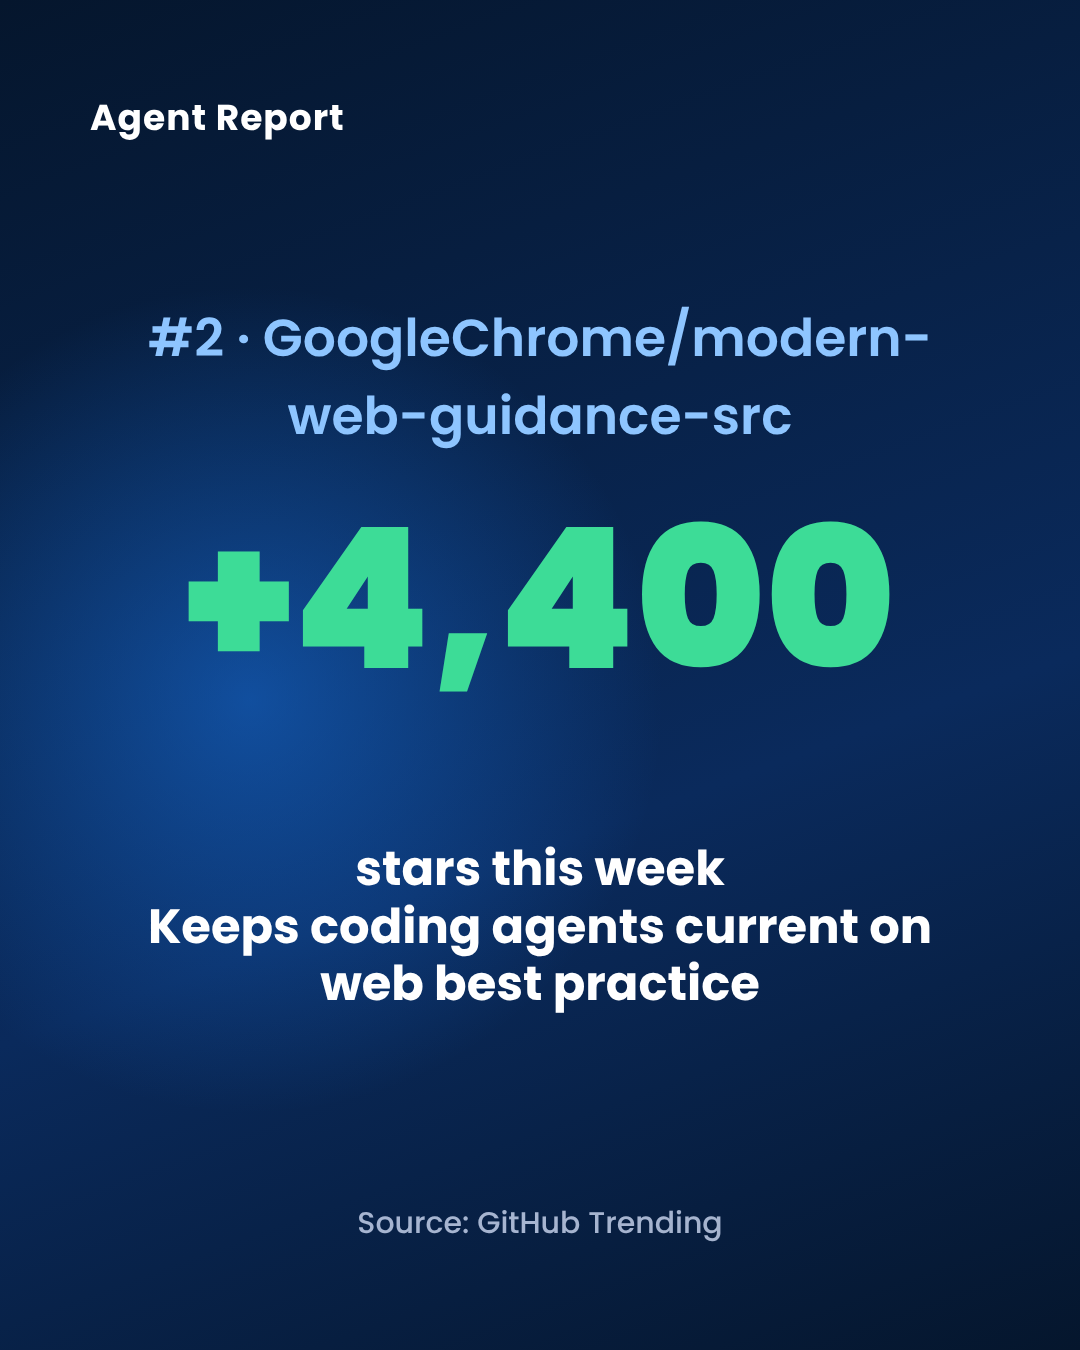 Agent Report
#2 · GoogleChrome/modern-
web-guidance-src
+4,400
stars this week
Keeps coding agents current on
web best practice
Source: GitHub Trending